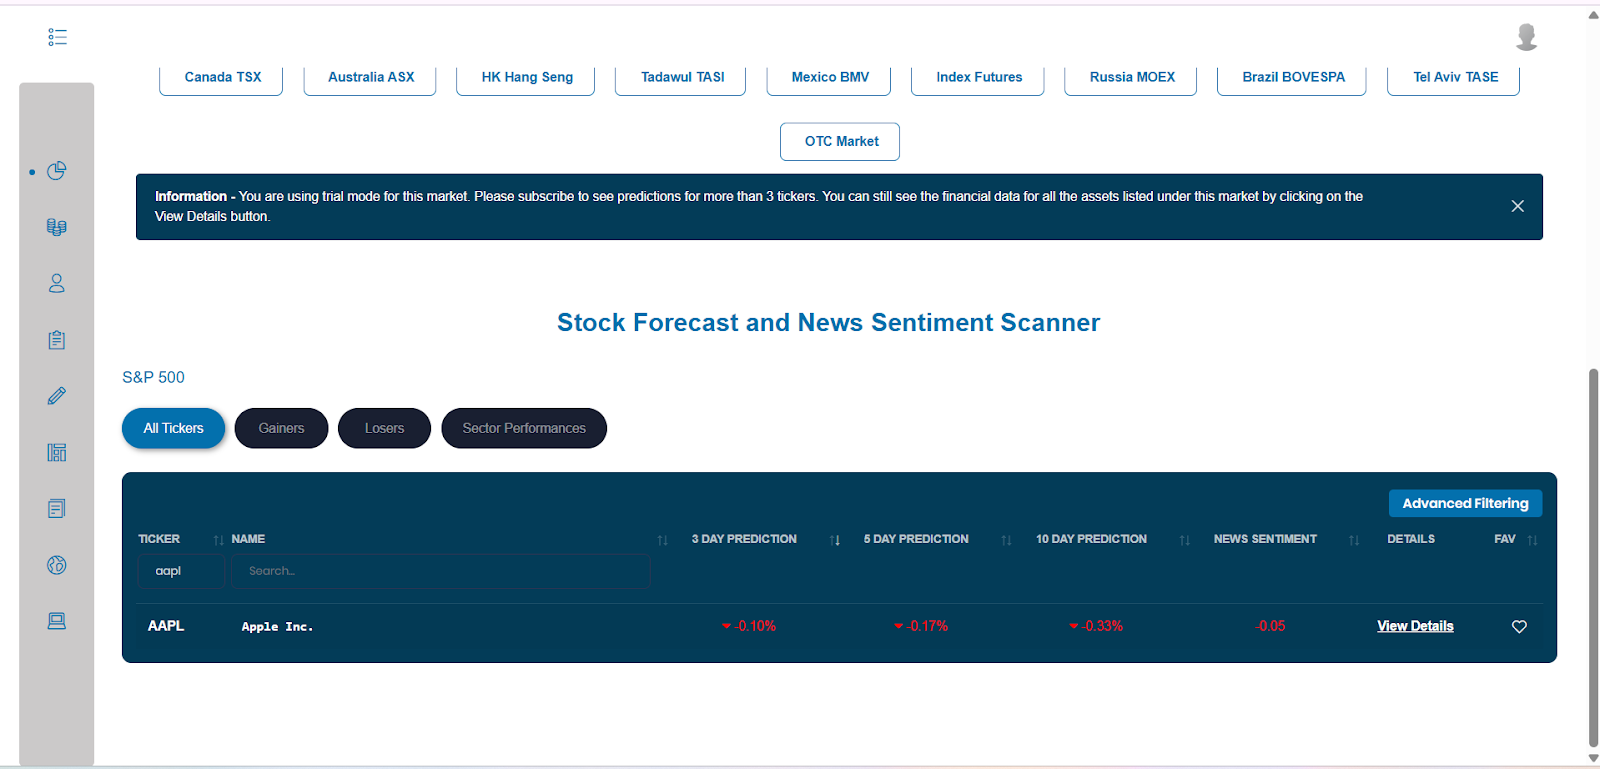 Canada TSX Australia ASX HK Hang Seng Tadawul TASI Mexico BMV Index Futures Russia MOEX Brazil BOVESPA Tel Aviv TASE
OTC Market
Information - You are using trial mode for this market. Please subscribe to see predictions for more than 3 tickers. You can still see the financial data for all the assets listed under this market by clicking on the
View Details button.
Stock Forecast and News Sentiment Scanner
S&P 500
All Tickers Gainers Losers Sector Performances
Advanced Filtering
TICKER NAME 3 DAY PREDICTION 5 DAY PREDICTION 10 DAY PREDICTION NEWS SENTIMENT DETAILS FAV
aapl Search...
AAPL Apple Inc. -0.10% -0.17% -0.33% -0.05 View Details